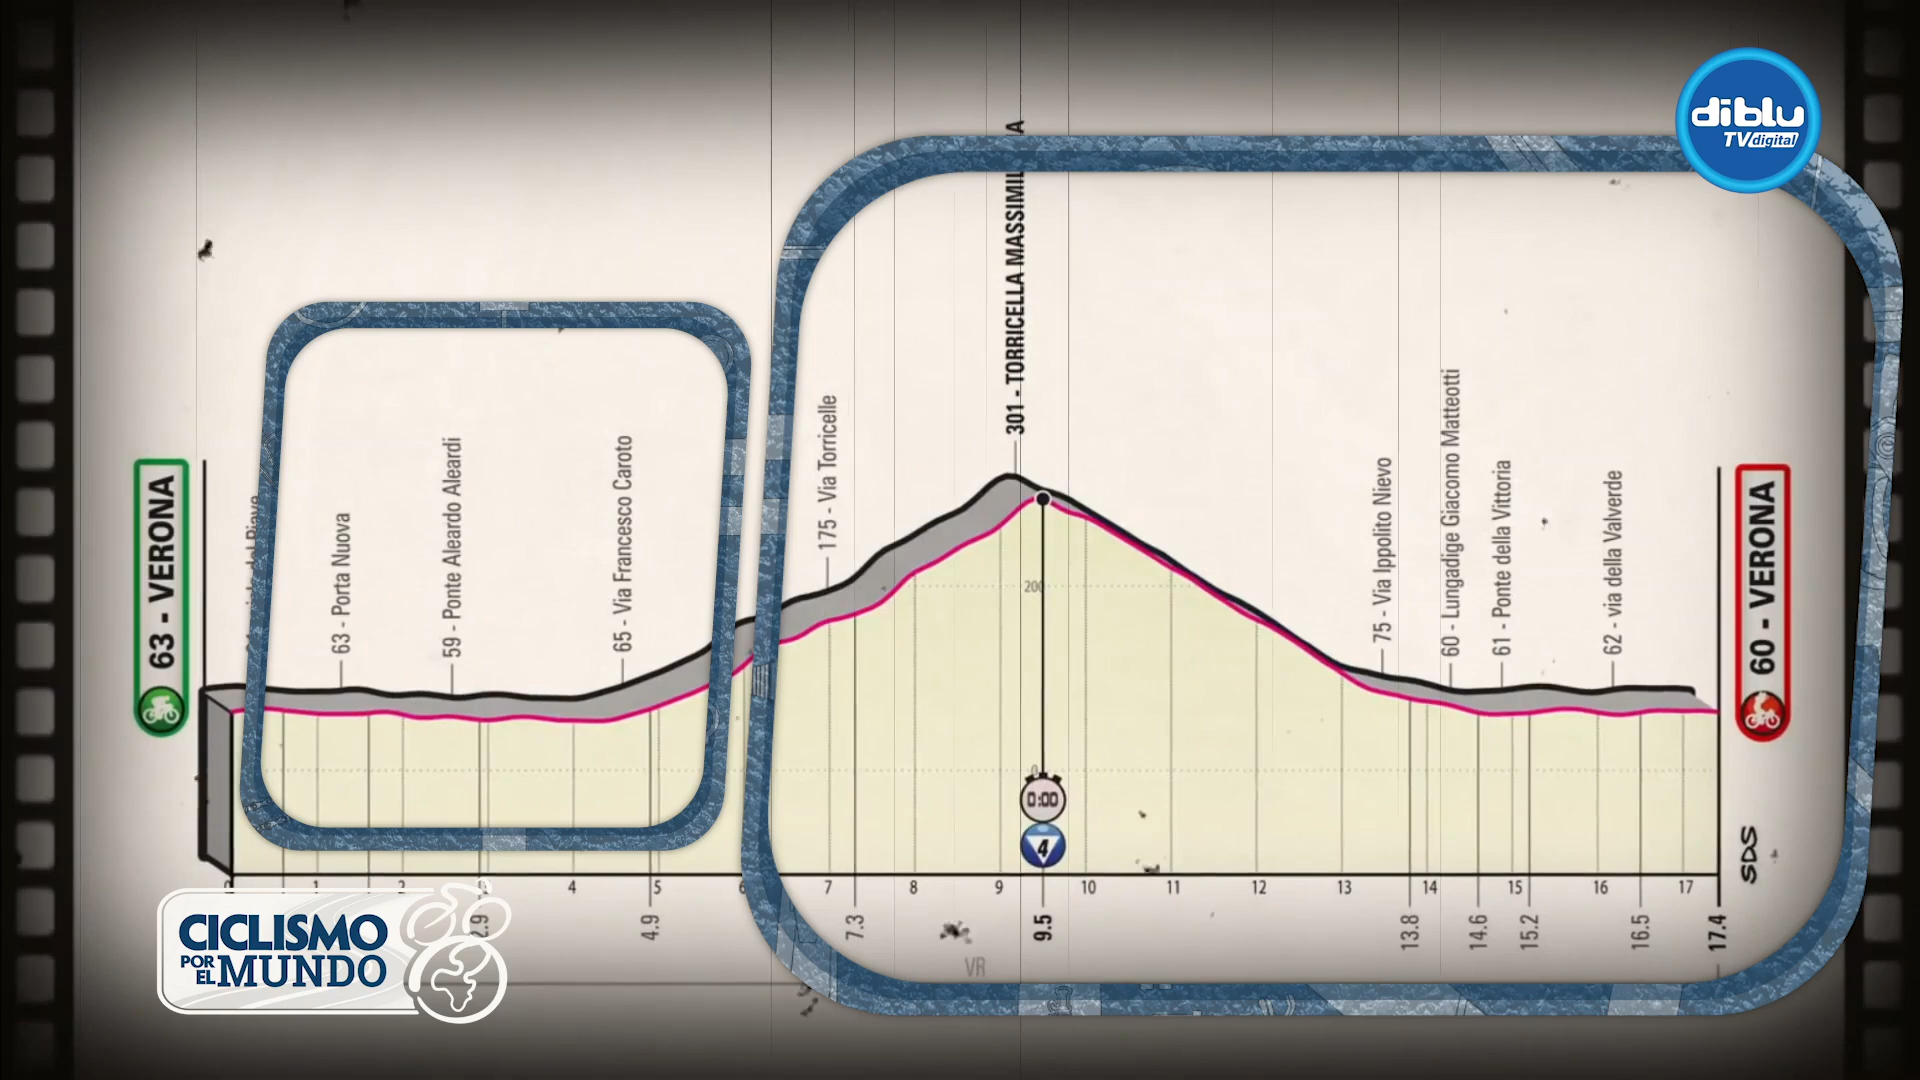 diblu
TVdigital
63 - VERONA
63 - Porta Nuova
59 - Ponte Aleardo Aleardi
65 - Via Francesco Caroto
175 - Via Torricelle
301 - TORRICELLA MASSIMIL
75 - Via Ippolito Nievo
60 - Lungadige Giacomo Matteotti
61 - Ponte della Vittoria
62 - via della Valverde
60 - VERONA
200
0
0:00
4
SDS
0 1 2 3 4 5 6 7 8 9 10 11 12 13 14 15 16 17
2.9 4.9 7.3 9.5 13.8 14.6 15.2 16.5 17.4
VR
CICLISMO
POR EL MUNDO